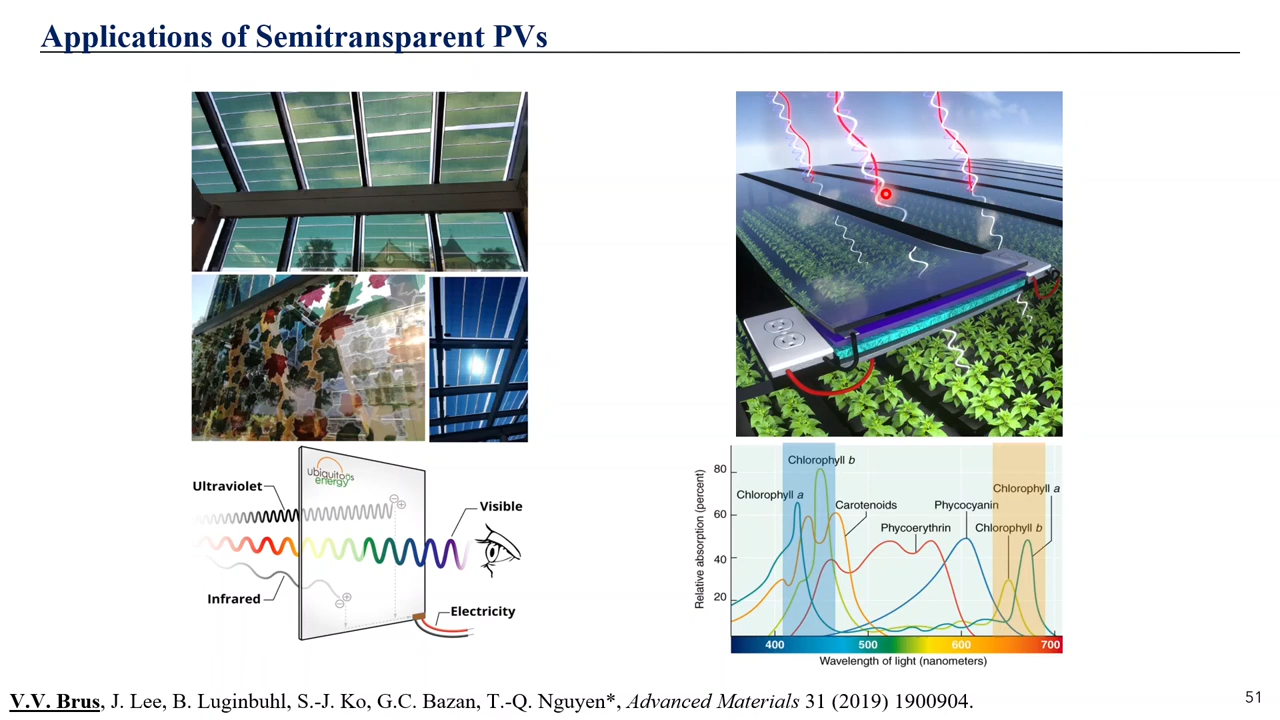 Applications of Semitransparent PVs
Ubiquitous
energy
Ultraviolet
Visible
Infrared
Electricity
Relative absorption (percent)
80
60
40
20
Chlorophyll b
Chlorophyll a
Carotenoids
Phycocyanin
Phycoerythrin
Chlorophyll b
Chlorophyll a
400 500 600 700
Wavelength of light (nanometers)
V.V. Brus, J. Lee, B. Luginbuhl, S.-J. Ko, G.C. Bazan, T.-Q. Nguyen*, Advanced Materials 31 (2019) 1900904.
51